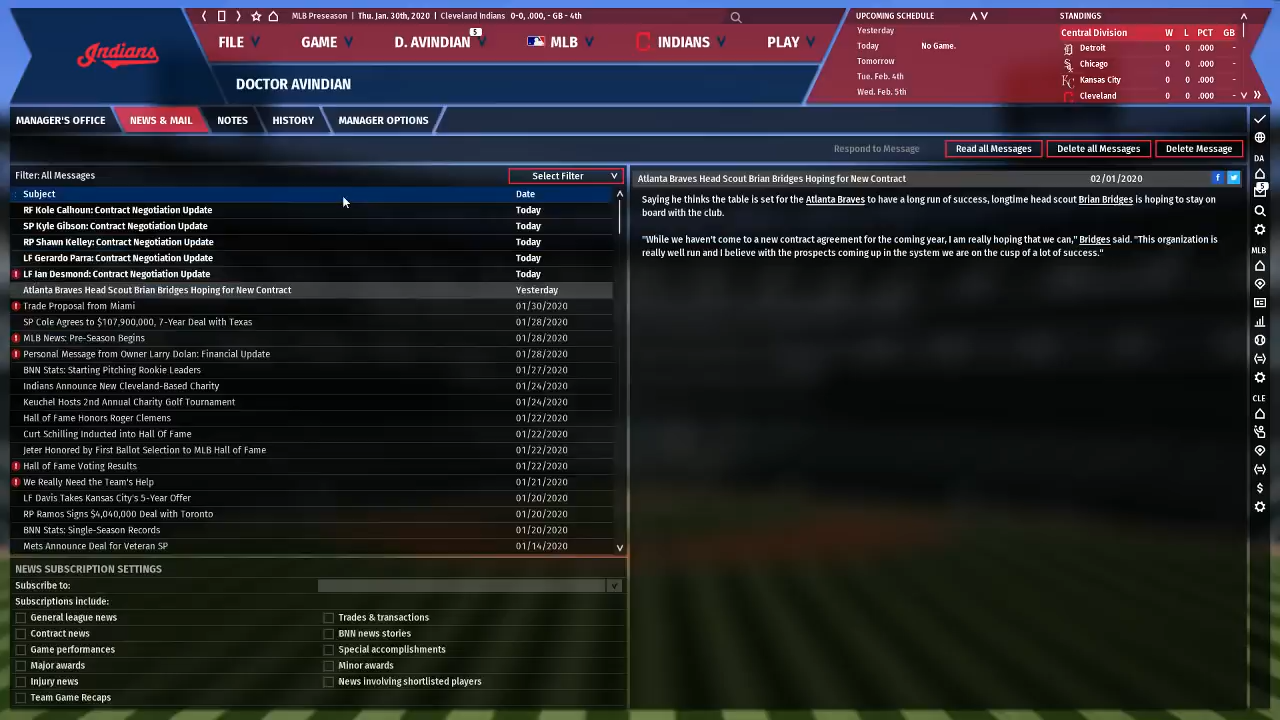 MLB Preseason | Thu. Jan. 30th, 2020 | Cleveland Indians 0-0, .000, - GB - 4th
Indians
FILE
GAME
D. AVINDIAN
5
MLB
INDIANS
PLAY
DOCTOR AVINDIAN
UPCOMING SCHEDULE
Yesterday
Today No Game.
Tomorrow
Tue. Feb. 4th
Wed. Feb. 5th
STANDINGS
Central Division W L PCT GB
Detroit 0 0 .000 -
Chicago 0 0 .000 -
Kansas City 0 0 .000 -
Cleveland 0 0 .000 -
MANAGER'S OFFICE
NEWS & MAIL
NOTES
HISTORY
MANAGER OPTIONS
Respond to Message
Read all Messages
Delete all Messages
Delete Message
Filter: All Messages
Select Filter
Subject Date
RF Kole Calhoun: Contract Negotiation Update Today
SP Kyle Gibson: Contract Negotiation Update Today
RP Shawn Kelley: Contract Negotiation Update Today
LF Gerardo Parra: Contract Negotiation Update Today
LF Ian Desmond: Contract Negotiation Update Today
Atlanta Braves Head Scout Brian Bridges Hoping for New Contract Yesterday
Trade Proposal from Miami 01/30/2020
SP Cole Agrees to $107,900,000, 7-Year Deal with Texas 01/28/2020
MLB News: Pre-Season Begins 01/28/2020
Personal Message from Owner Larry Dolan: Financial Update 01/28/2020
BNN Stats: Starting Pitching Rookie Leaders 01/27/2020
Indians Announce New Cleveland-Based Charity 01/24/2020
Keuchel Hosts 2nd Annual Charity Golf Tournament 01/24/2020
Hall of Fame Honors Roger Clemens 01/22/2020
Curt Schilling Inducted into Hall Of Fame 01/22/2020
Jeter Honored by First Ballot Selection to MLB Hall of Fame 01/22/2020
Hall of Fame Voting Results 01/22/2020
We Really Need the Team's Help 01/21/2020
LF Davis Takes Kansas City's 5-Year Offer 01/20/2020
RP Ramos Signs $4,040,000 Deal with Toronto 01/20/2020
BNN Stats: Single-Season Records 01/20/2020
Mets Announce Deal for Veteran SP 01/14/2020
Atlanta Braves Head Scout Brian Bridges Hoping for New Contract 02/01/2020
Saying he thinks the table is set for the Atlanta Braves to have a long run of success, longtime head scout Brian Bridges is hoping to stay on
board with the club.
"While we haven't come to a new contract agreement for the coming year, I am really hoping that we can," Bridges said. "This organization is
really well run and I believe with the prospects coming up in the system we are on the cusp of a lot of success."
NEWS SUBSCRIPTION SETTINGS
Subscribe to:
Subscriptions include:
General league news
Trades & transactions
Contract news
BNN news stories
Game performances
Special accomplishments
Major awards
Minor awards
Injury news
News involving shortlisted players
Team Game Recaps
DA
5
MLB
CLE
$